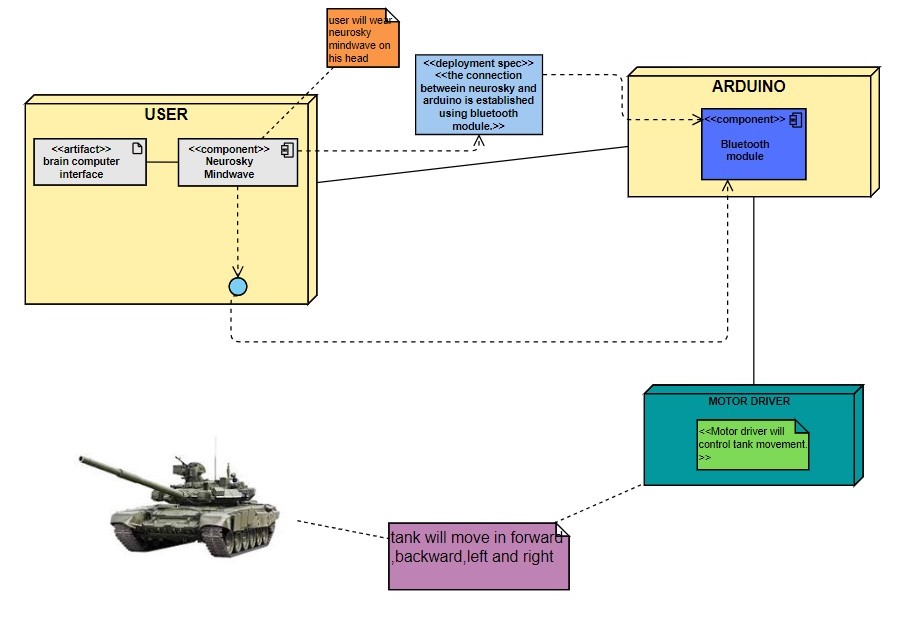 user will wear
neurosky
mindwave on
his head
<<deployment spec>>
<<the connection
betweein neurosky and
arduino is established
using bluetooth
module.>>
ARDUINO
<<component>>
Bluetooth
module
USER
<<artifact>>
brain computer
interface
<<component>>
Neurosky
Mindwave
MOTOR DRIVER
<<Motor driver will
control tank movement.
>>
tank will move in forward
,backward,left and right